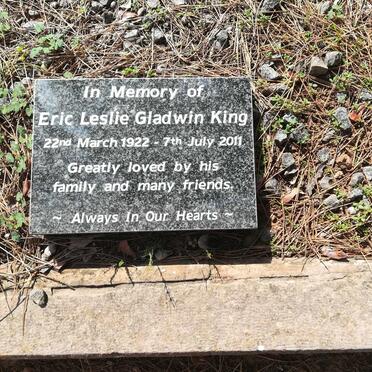 In Memory of
Eric Leslie Gladwin King
22nd March 1922 - 7th July 2011
Greatly loved by his
family and many friends.
~ Always In Our Hearts ~